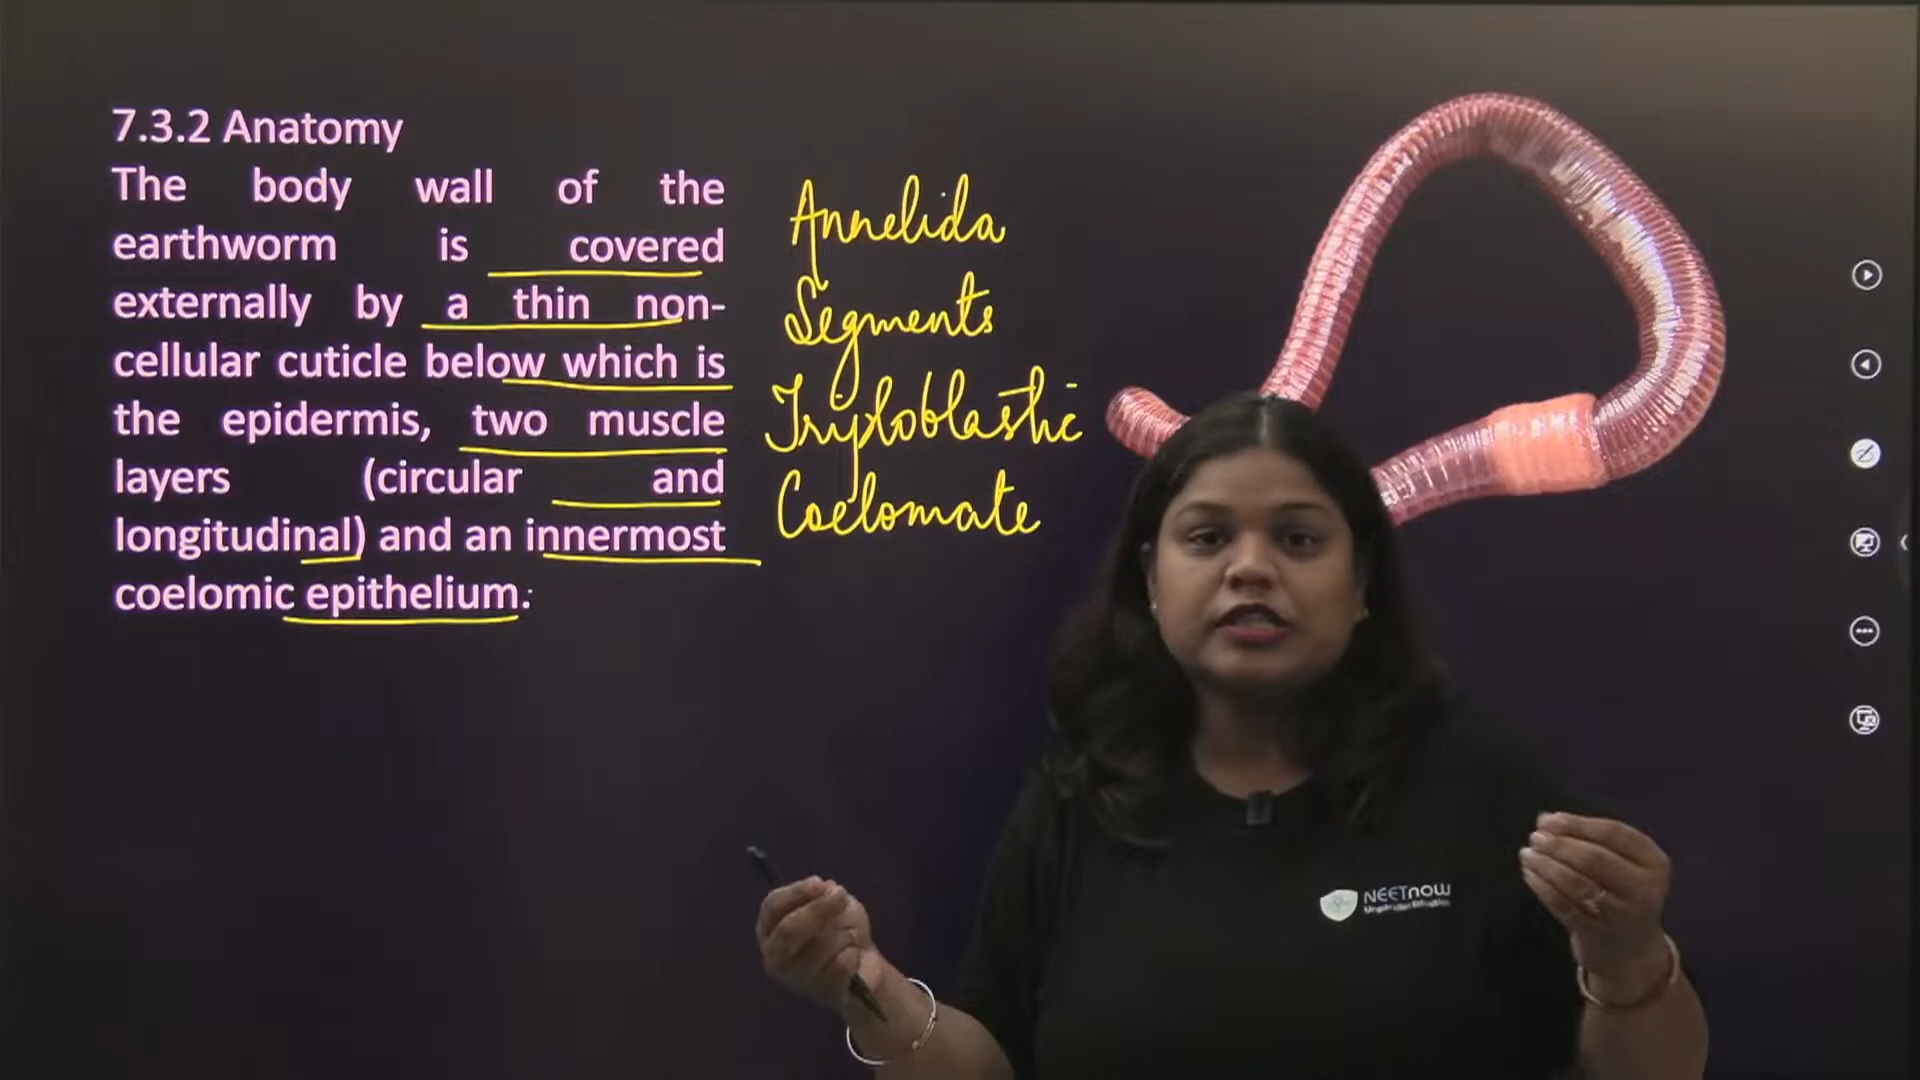 7.3.2 Anatomy
The body wall of the
earthworm is covered
externally by a thin non-
cellular cuticle below which is
the epidermis, two muscle
layers (circular and
longitudinal) and an innermost
coelomic epithelium.
Annelida
Segments
Triploblastic
Coelomate
NEETnow